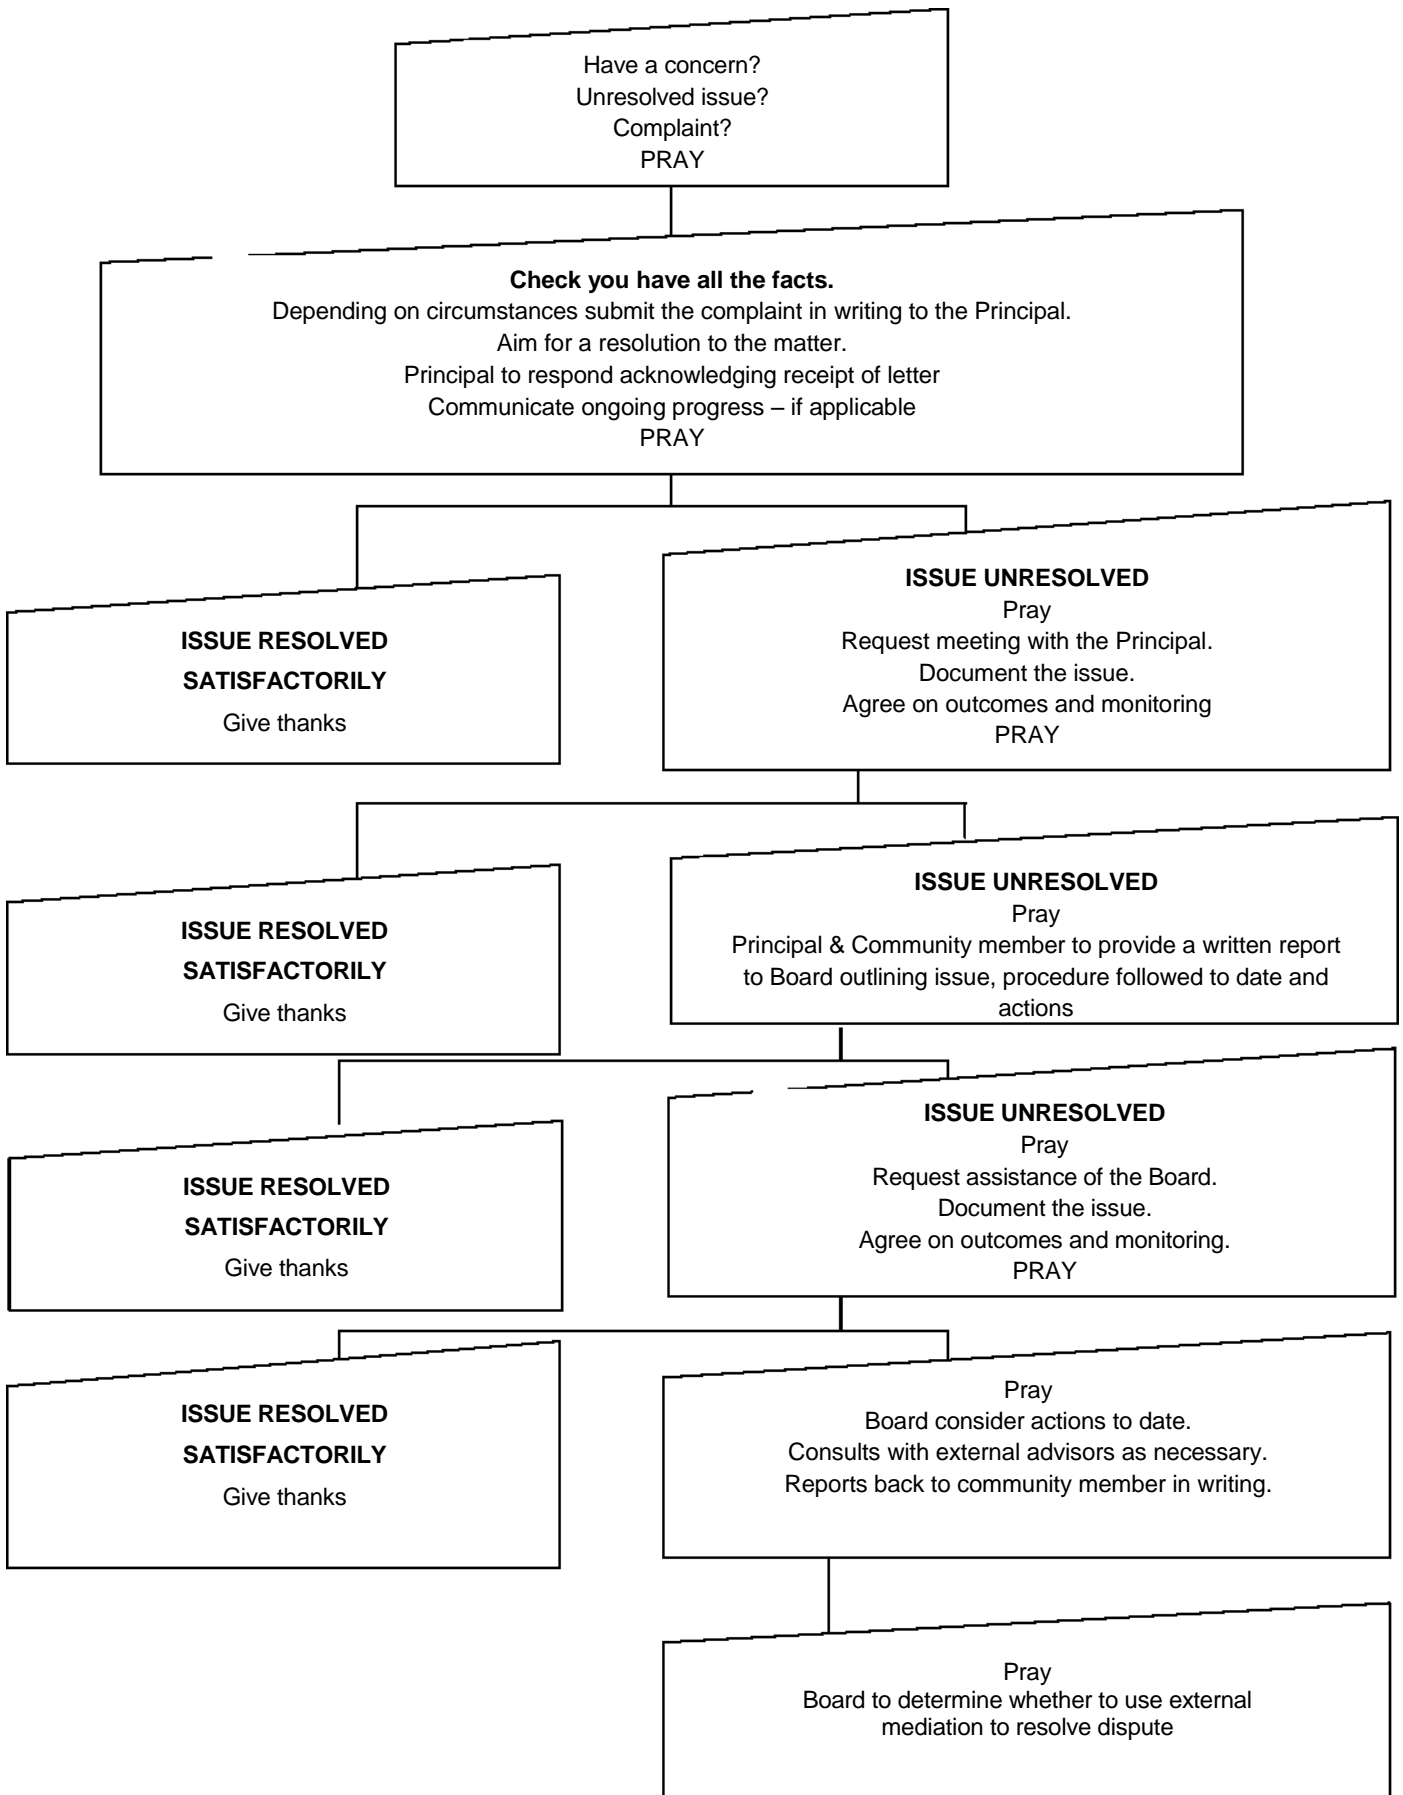 Have a concern?
Unresolved issue?
Complaint?
PRAY
Check you have all the facts.
Depending on circumstances submit the complaint in writing to the Principal.
Aim for a resolution to the matter.
Principal to respond acknowledging receipt of letter
Communicate ongoing progress – if applicable
PRAY
ISSUE RESOLVED
SATISFACTORILY
Give thanks
ISSUE UNRESOLVED
Pray
Request meeting with the Principal.
Document the issue.
Agree on outcomes and monitoring
PRAY
ISSUE RESOLVED
SATISFACTORILY
Give thanks
ISSUE UNRESOLVED
Pray
Principal & Community member to provide a written report
to Board outlining issue, procedure followed to date and
actions
ISSUE RESOLVED
SATISFACTORILY
Give thanks
ISSUE UNRESOLVED
Pray
Request assistance of the Board.
Document the issue.
Agree on outcomes and monitoring.
PRAY
ISSUE RESOLVED
SATISFACTORILY
Give thanks
Pray
Board consider actions to date.
Consults with external advisors as necessary.
Reports back to community member in writing.
Pray
Board to determine whether to use external
mediation to resolve dispute